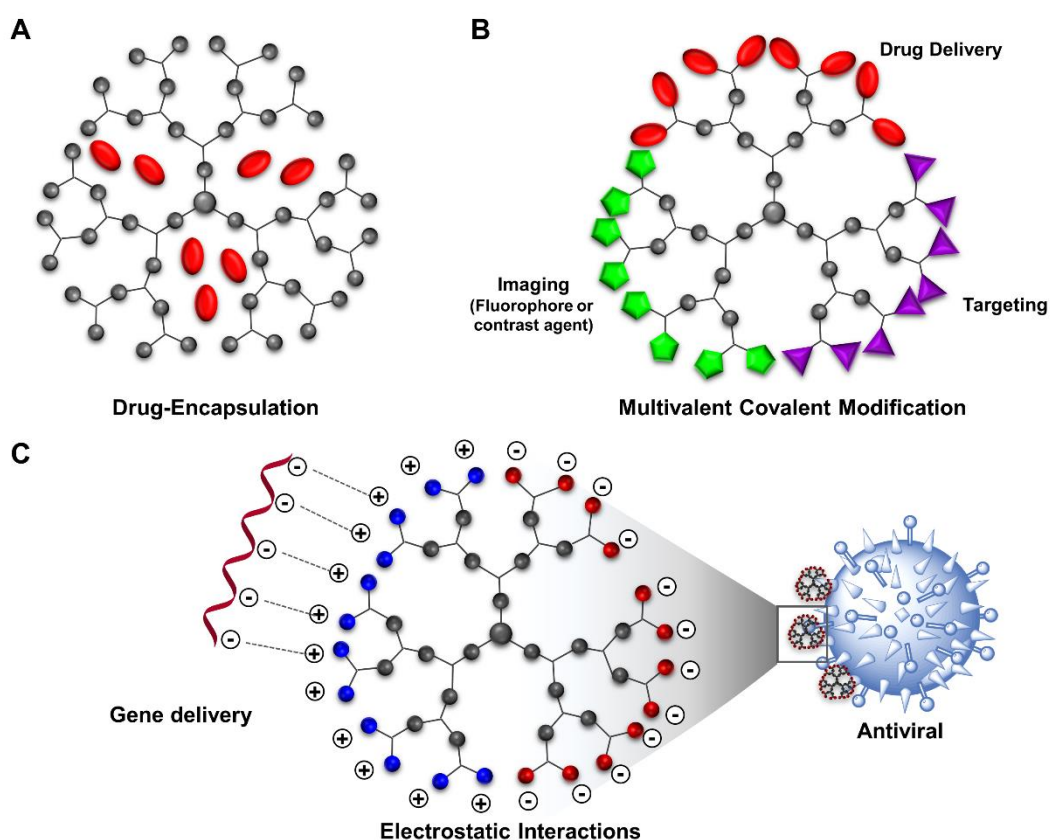 A
B
Drug Delivery
Imaging
(Fluorophore or
contrast agent)
Targeting
Drug-Encapsulation
Multivalent Covalent Modification
C
Gene delivery
Antiviral
Electrostatic Interactions